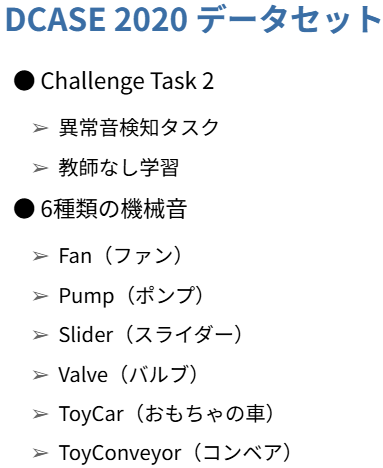 DCASE 2020 データセット
● Challenge Task 2
➢ 異常音検知タスク
➢ 教師なし学習
● 6種類の機械音
➢ Fan（ファン）
➢ Pump（ポンプ）
➢ Slider（スライダー）
➢ Valve（バルブ）
➢ ToyCar（おもちゃの車）
➢ ToyConveyor（コンベア）